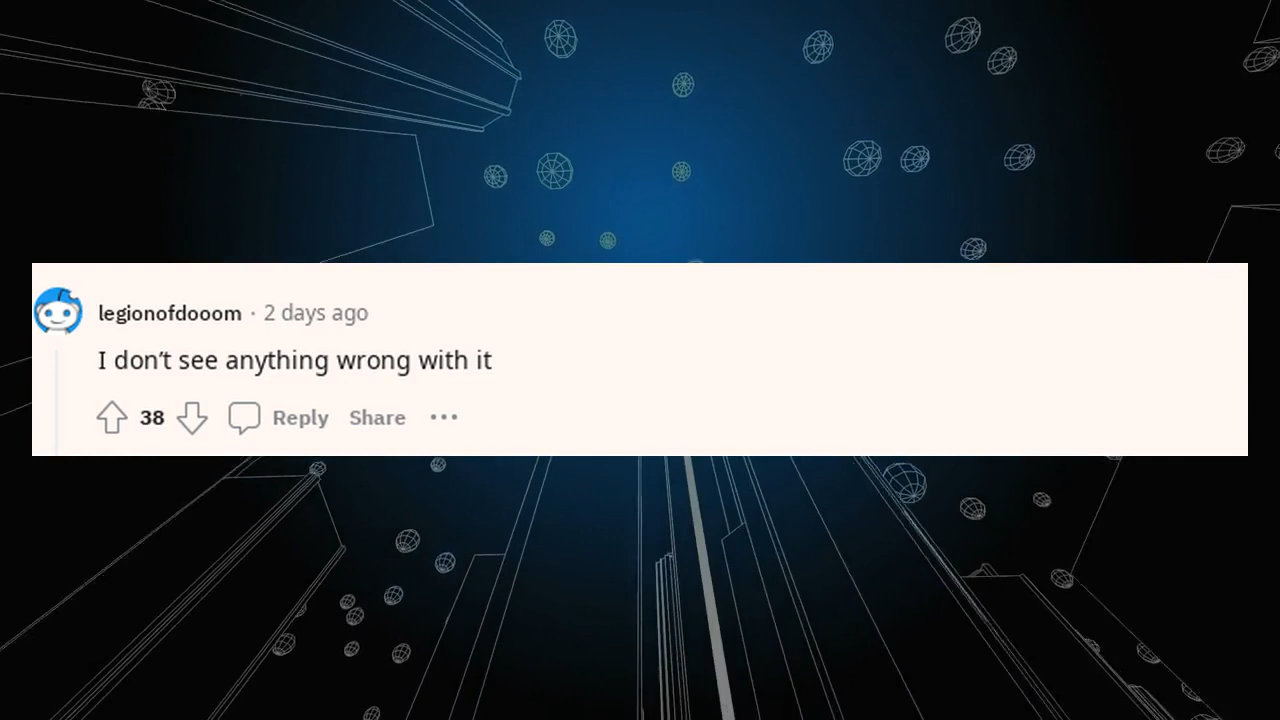 legionofdooom · 2 days ago
I don't see anything wrong with it
38 Reply Share ···